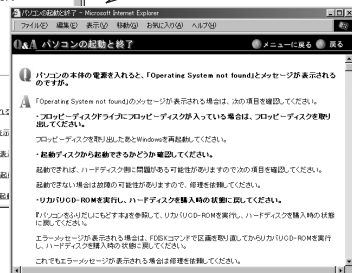 パソコンの起動と終了 - Microsoft Internet Explorer
ファイル(F) 編集(E) 表示(V) 移動(G) お気に入り(A) ヘルプ(H)
Q&A パソコンの起動と終了 メニューに戻る 戻る
Q パソコンの本体の電源を入れると、「Operating System not found」とメッセージが表示される
のですが。
A 「Operating System not found」のメッセージが表示される場合は、次の項目を確認してください。
・フロッピーディスクドライブにフロッピーディスクが入っている場合は、フロッピーディスクを取り
出してください。
フロッピーディスクを取り出したあとWindowsを再起動してください。
・起動ディスクから起動できるかどうか確認してください。
起動できれば、ハードディスク側に問題がある可能性がありますので次の項目を確認してください。
起動できない場合は故障の可能性がありますので、修理を依頼してください。
・リカバリCD-ROMを実行し、ハードディスクを購入時の状態に戻してください。
『パソコンをふりだしにもどす本』を参照して、リカバリCD-ROMを実行し、ハードディスクを購入時の状態
に戻してください。
エラーメッセージが表示される場合は、FDISKコマンドで区画を取り直してからリカバリCD-ROMを実行
し、ハードディスクを購入時の状態に戻してください。
これでもエラーメッセージが表示される場合は修理を依頼してください。